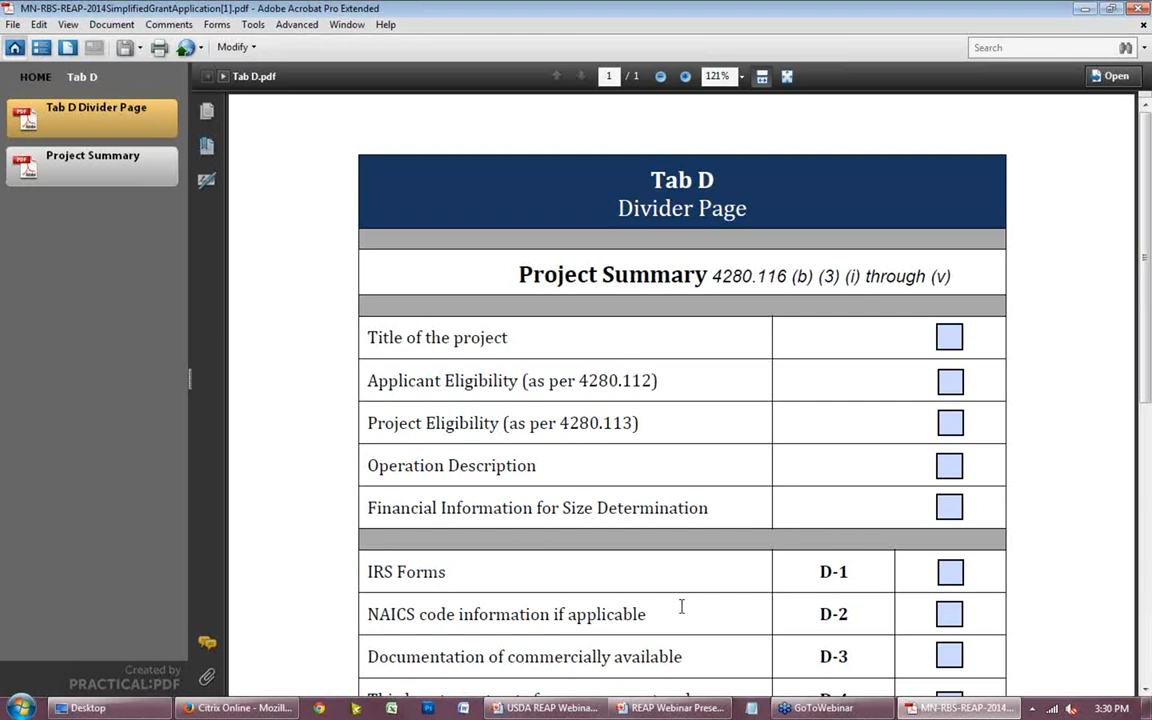 MN-RBS-REAP-2014SimplifiedGrantApplication[1].pdf - Adobe Acrobat Pro Extended
File Edit View Document Comments Forms Tools Advanced Window Help
Modify
Search
HOME Tab D
Tab D.pdf
1 / 1
121%
Open
Tab D Divider Page
Project Summary
Tab D
Divider Page
Project Summary 4280.116 (b) (3) (i) through (v)
Title of the project
Applicant Eligibility (as per 4280.112)
Project Eligibility (as per 4280.113)
Operation Description
Financial Information for Size Determination
IRS Forms D-1
NAICS code information if applicable D-2
Documentation of commercially available D-3
Created by
PRACTICAL:PDF
Desktop
Citrix Online - Mozill...
USDA REAP Webina...
REAP Webinar Prese...
GoToWebinar
MN-RBS-REAP-2014...
3:30 PM